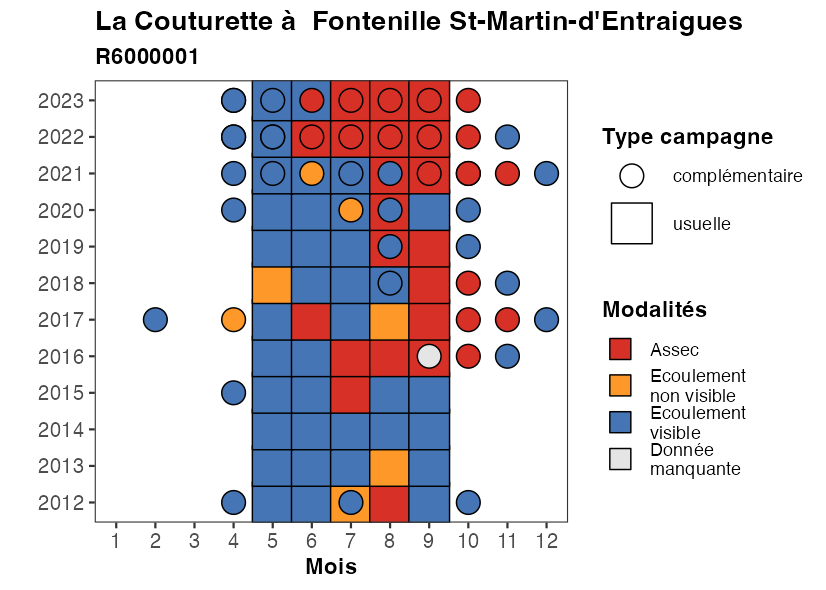 La Couturette à  Fontenille St-Martin-d'Entraigues
R6000001
2023
2022
2021
2020
2019
2018
2017
2016
2015
2014
2013
2012
1 2 3 4 5 6 7 8 9 10 11 12
Mois
Type campagne
complémentaire
usuelle
Modalités
Assec
Ecoulement
non visible
Ecoulement
visible
Donnée
manquante